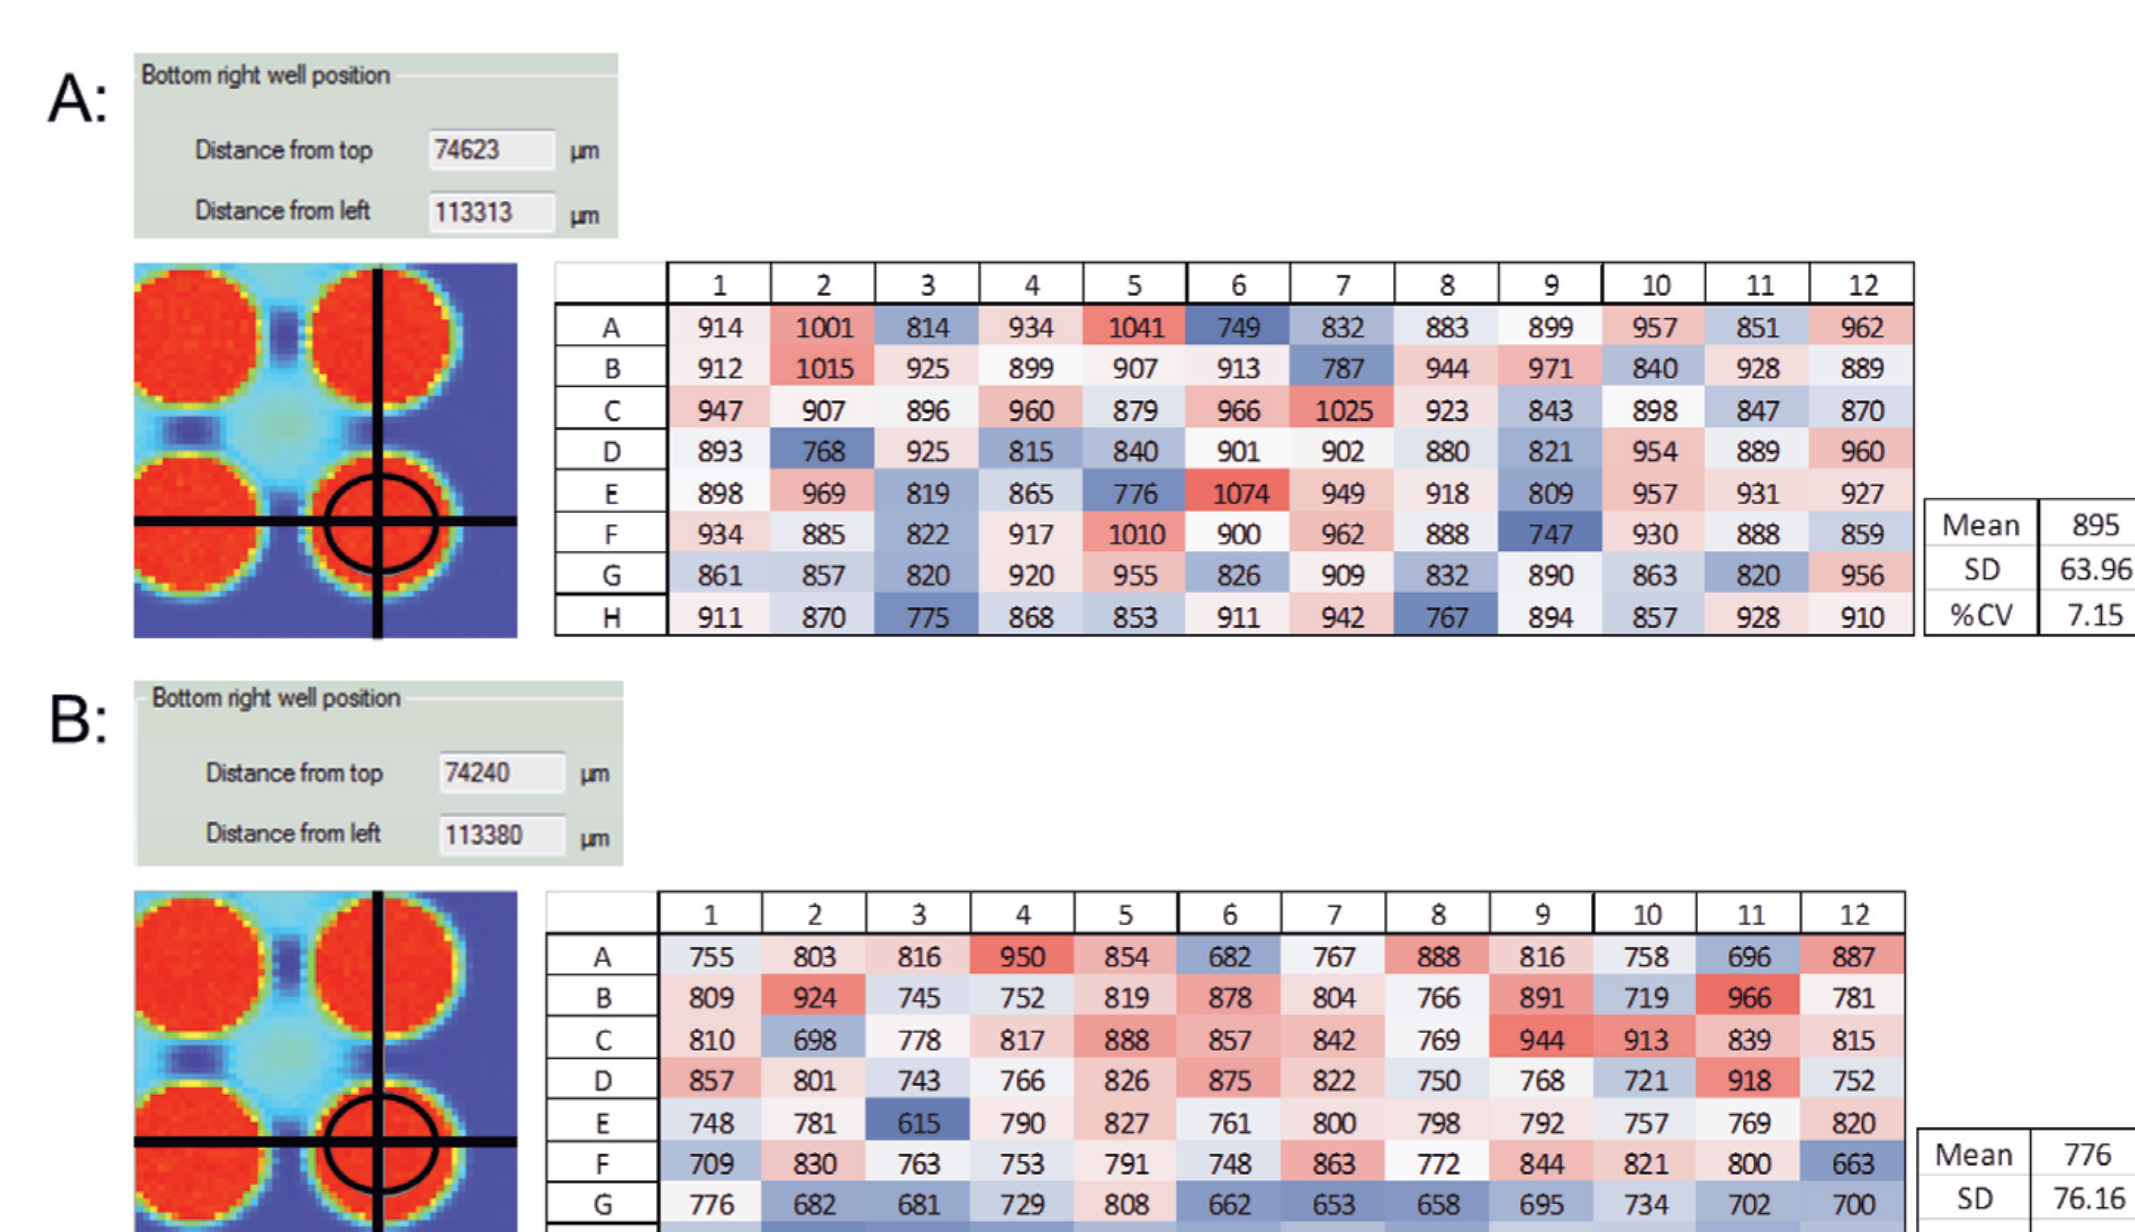 A:
Bottom right well position
Distance from top 74623 µm
Distance from left 113313 µm
1 2 3 4 5 6 7 8 9 10 11 12
A 914 1001 814 934 1041 749 832 883 899 957 851 962
B 912 1015 925 899 907 913 787 944 971 840 928 889
C 947 907 896 960 879 966 1025 923 843 898 847 870
D 893 768 925 815 840 901 902 880 821 954 889 960
E 898 969 819 865 776 1074 949 918 809 957 931 927
F 934 885 822 917 1010 900 962 888 747 930 888 859
G 861 857 820 920 955 826 909 832 890 863 820 956
H 911 870 775 868 853 911 942 767 894 857 928 910
Mean 895
SD 63.96
%CV 7.15
B:
Bottom right well position
Distance from top 74240 µm
Distance from left 113380 µm
1 2 3 4 5 6 7 8 9 10 11 12
A 755 803 816 950 854 682 767 888 816 758 696 887
B 809 924 745 752 819 878 804 766 891 719 966 781
C 810 698 778 817 888 857 842 769 944 913 839 815
D 857 801 743 766 826 875 822 750 768 721 918 752
E 748 781 615 790 827 761 800 798 792 757 769 820
F 709 830 763 753 791 748 863 772 844 821 800 663
G 776 682 681 729 808 662 653 658 695 734 702 700
Mean 776
SD 76.16